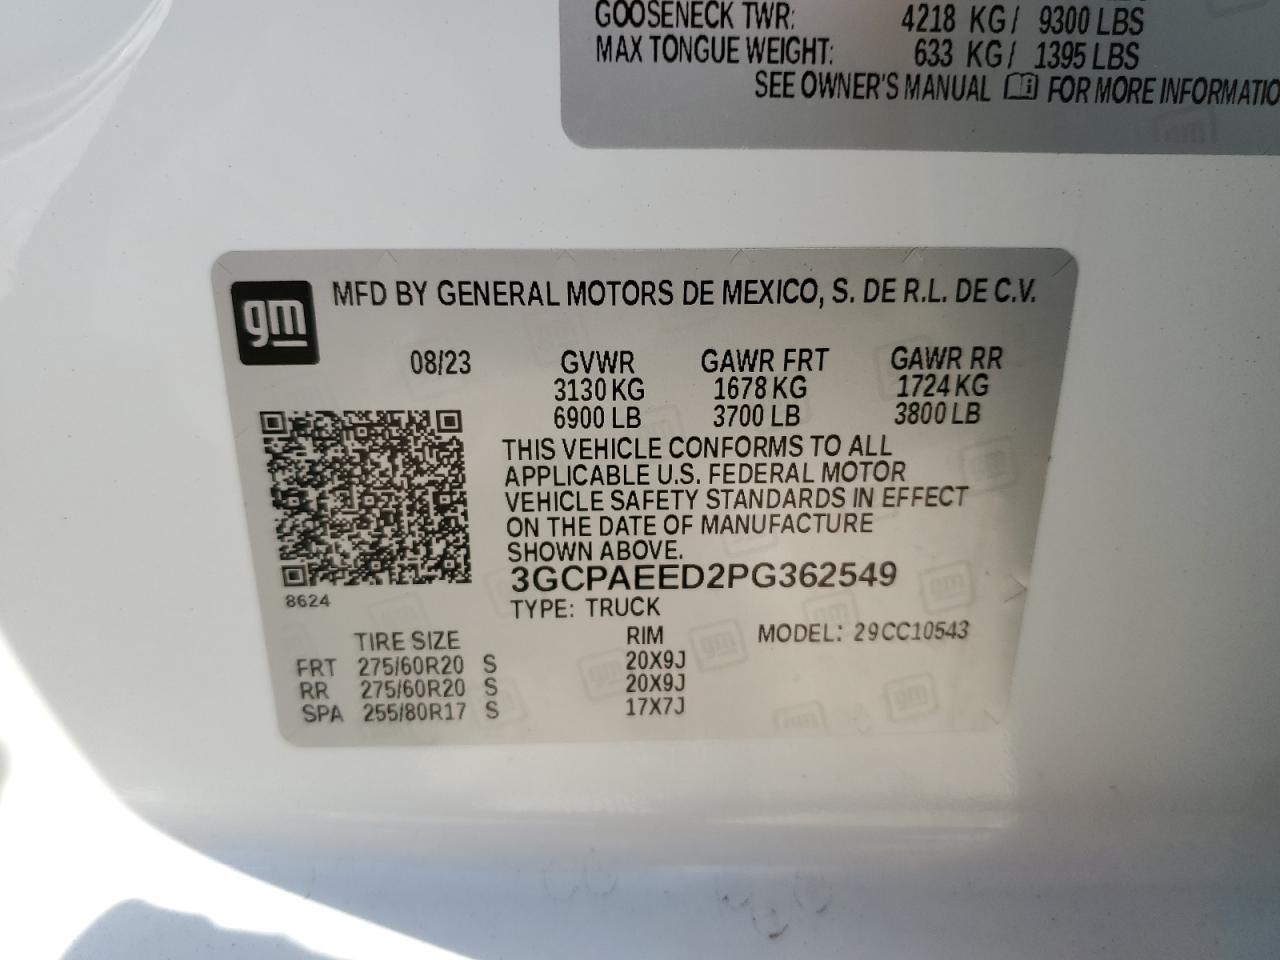 GOOSENECK TWR: 4218 KG/ 9300 LBS
MAX TONGUE WEIGHT: 633 KG/ 1395 LBS
SEE OWNER'S MANUAL FOR MORE INFORMATIO
gm
MFD BY GENERAL MOTORS DE MEXICO, S. DE R.L. DE C.V.
08/23 GVWR GAWR FRT GAWR RR
3130 KG 1678 KG 1724 KG
6900 LB 3700 LB 3800 LB
THIS VEHICLE CONFORMS TO ALL
APPLICABLE U.S. FEDERAL MOTOR
VEHICLE SAFETY STANDARDS IN EFFECT
ON THE DATE OF MANUFACTURE
SHOWN ABOVE.
3GCPAEED2PG362549
8624
TYPE: TRUCK
TIRE SIZE RIM MODEL: 29CC10543
FRT 275/60R20 S 20X9J
RR 275/60R20 S 20X9J
SPA 255/80R17 S 17X7J